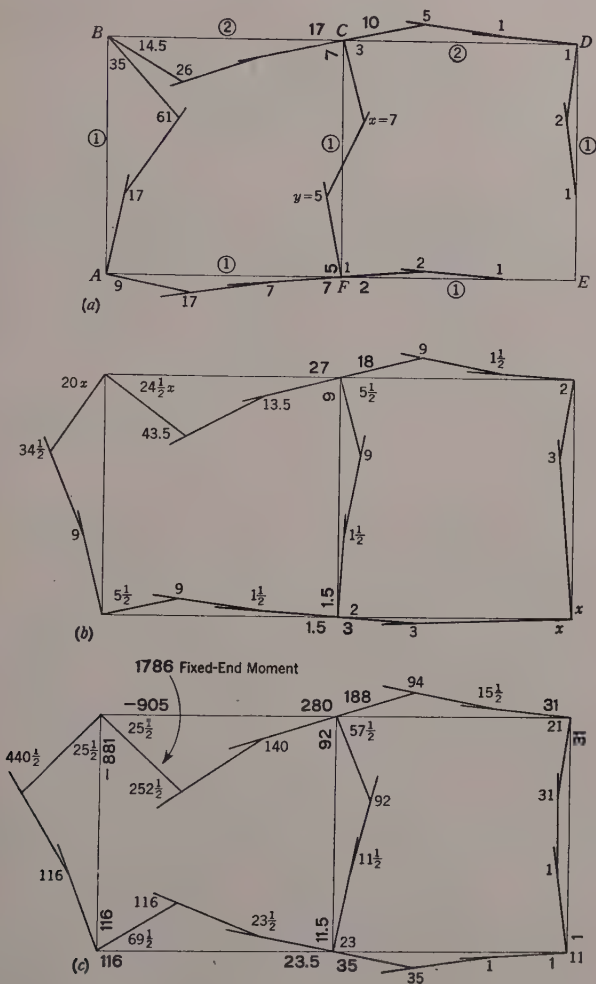 17 C 10 5 1
B ② 7 3 ② 1 D
14.5
35 26
61 x=7 2
① ① ①
17 y=5 1
A ① 5 1 2 1 E
9 17 7 7 F 2 ①
(a)
27 18 9 1½
20x 24½x 9 5½ 2
43.5 13.5
34½ 9 3
9 1½
5½ 9 1½ 1.5 2 x
(b) 1.5 3 3 x
1786 Fixed-End Moment
-905 280 188 94 15½ 31
25½ 92 57½ 21 31
440½ 25½ -881 140
252½ 92 31
116 11½ 1
116 116 23½ 11.5 1
69½ 23 1 11
(c) 116 23.5 35 35 1